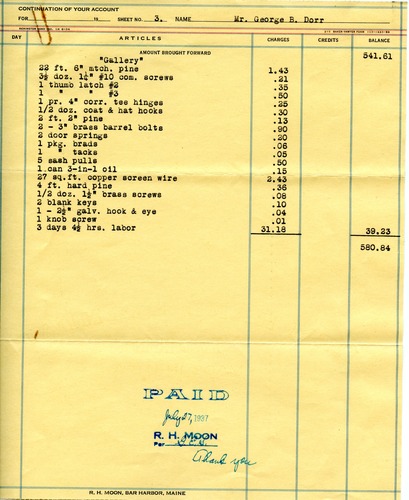 CONTINUATION OF YOUR ACCOUNT
FOR 19 SHEET NO. 3. NAME Mr. George B. Dorr
DAY ARTICLES CHARGES CREDITS BALANCE
AMOUNT BROUGHT FORWARD 541.61
"Gallery"
22 ft. 6" mtch. pine 1.43
3½ doz. 1¼" #10 com. screws .21
1 thumb latch #2 .35
1 " " #3 .50
1 pr. 4" corr. tee hinges .25
1/2 doz. coat & hat hooks .30
2 ft. 2" pine .13
2 - 3" brass barrel bolts .90
2 door springs .20
1 pkg. brads .06
1 " tacks .05
5 sash pulls .50
1 can 3-in-1 oil .15
27 sq.ft. copper screen wire 2.43
4 ft. hard pine .36
1/2 doz. 1½" brass screws .08
2 blank keys .10
1 - 2½" galv. hook & eye .04
1 knob screw .01
3 days 4½ hrs. labor 31.18 39.23
580.84
PAID
July 27, 1937
R. H. MOON
Per
Thank you
R. H. MOON, BAR HARBOR, MAINE